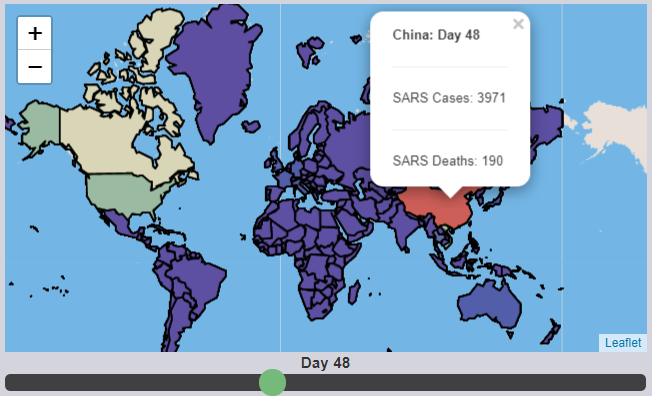 +
−
×
China: Day 48
SARS Cases: 3971
SARS Deaths: 190
Leaflet
Day 48